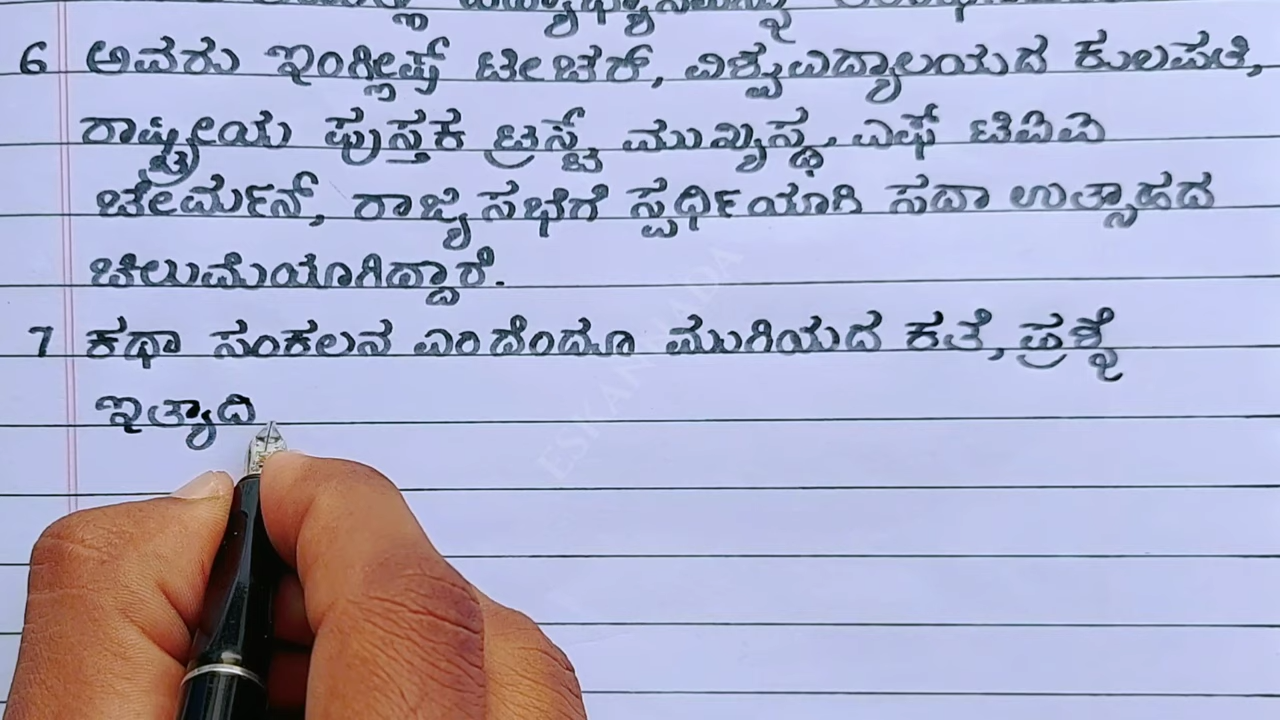 6 ಅವರು ಇಂಗ್ಲೀಷ್ ಟೀಚರ್, ವಿಶ್ವವಿದ್ಯಾಲಯದ ಕುಲಪತಿ,
ರಾಷ್ಟ್ರೀಯ ಪುಸ್ತಕ ಟ್ರಸ್ಟ್ ಮುಖ್ಯಸ್ಥ, ಎಫ್ ಟಿಪಿಪಿ
ಚೇರ್ಮನ್, ರಾಜ್ಯಸಭೆಗೆ ಸ್ಪರ್ಧಿಯಾಗಿ ಸದಾ ಉತ್ಸಾಹದ
ಚಿಲುಮೆಯಾಗಿದ್ದಾರೆ.
7 ಕಥಾ ಸಂಕಲನ ಎಂದೆಂದೂ ಮುಗಿಯದ ಕತೆ, ಪ್ರಶ್ನೆ
ಇತ್ಯಾದಿ
ESKANNADA